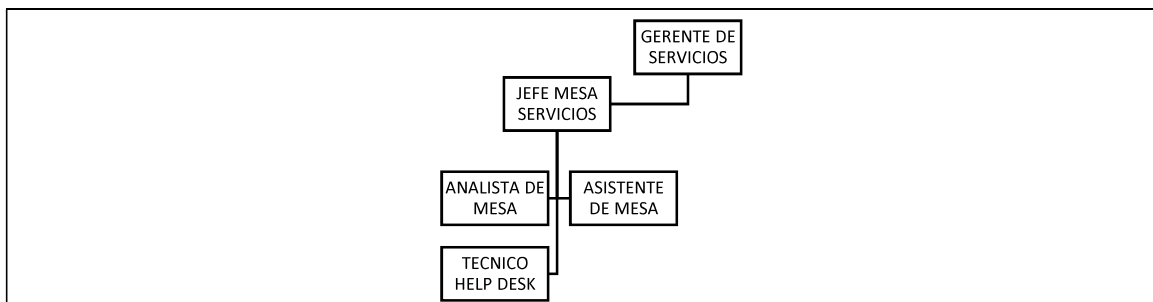 GERENTE DE
SERVICIOS
JEFE MESA
SERVICIOS
ANALISTA DE
MESA
ASISTENTE
DE MESA
TECNICO
HELP DESK